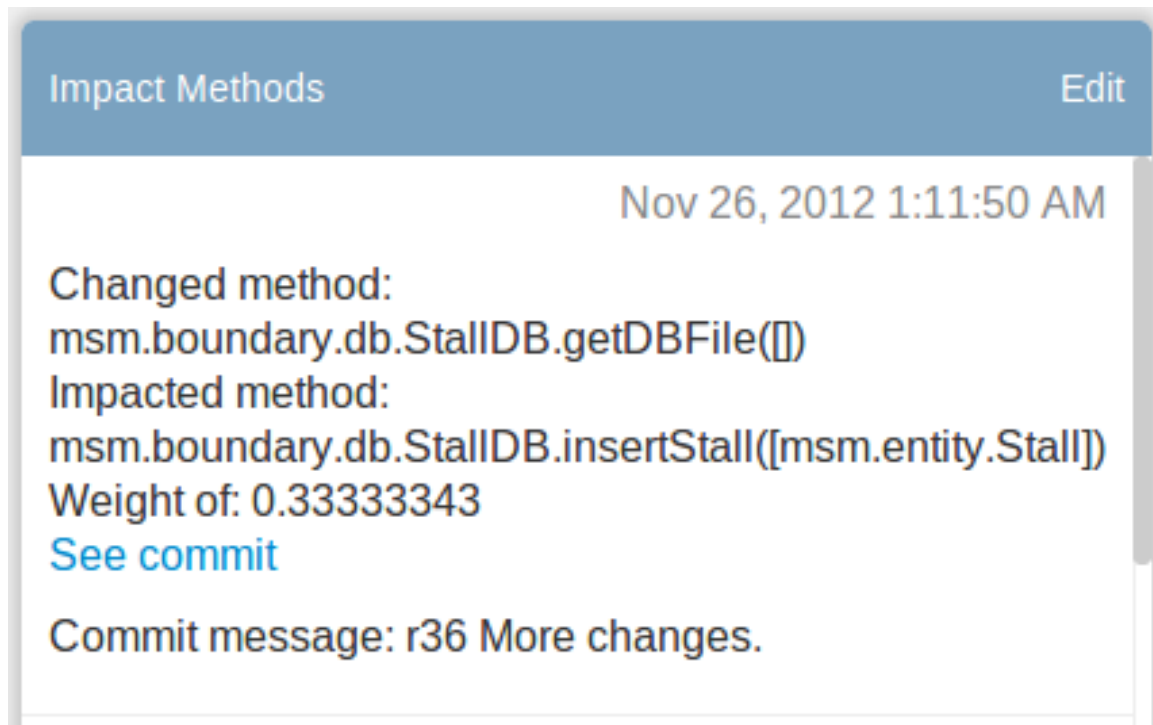 Impact Methods
Edit
Nov 26, 2012 1:11:50 AM
Changed method:
msm.boundary.db.StallDB.getDBFile([])
Impacted method:
msm.boundary.db.StallDB.insertStall([msm.entity.Stall])
Weight of: 0.33333343
See commit
Commit message: r36 More changes.